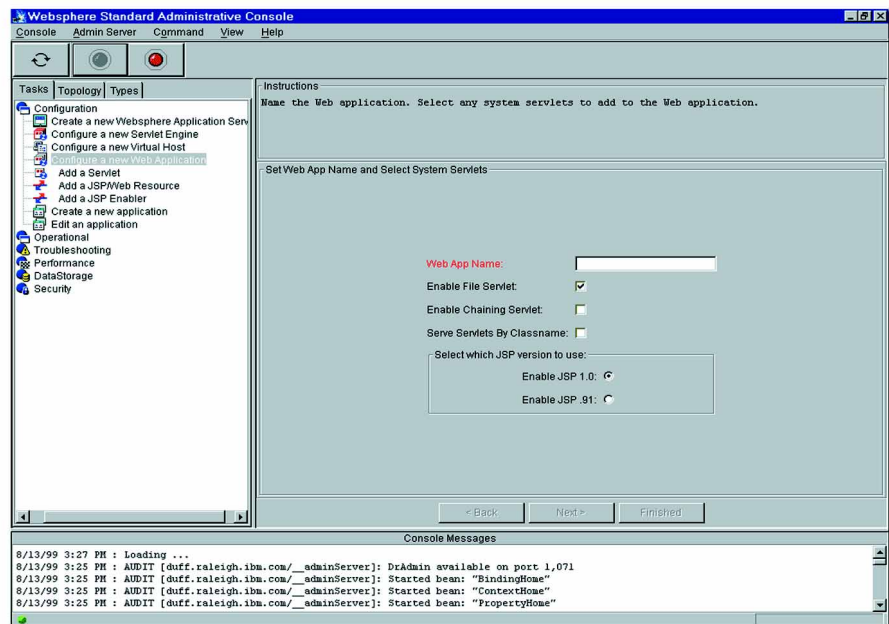 Websphere Standard Administrative Console
Console Admin Server Command View Help
Tasks Topology Types
Configuration
Create a new Websphere Application Serv
Configure a new Servlet Engine
Configure a new Virtual Host
Configure a new Web Application
Add a Servlet
Add a JSP/Web Resource
Add a JSP Enabler
Create a new application
Edit an application
Operational
Troubleshooting
Performance
DataStorage
Security
Instructions
Name the Web application. Select any system servlets to add to the Web application.
Set Web App Name and Select System Servlets
Web App Name:
Enable File Servlet:
Enable Chaining Servlet:
Serve Servlets By Classname:
Select which JSP version to use:
Enable JSP 1.0:
Enable JSP .91:
< Back Next > Finished
Console Messages
8/13/99 3:27 PM : Loading ...
8/13/99 3:25 PM : AUDIT [duff.raleigh.ibm.com/__adminServer]: DrAdmin available on port 1,071
8/13/99 3:25 PM : AUDIT [duff.raleigh.ibm.com/__adminServer]: Started bean: "BindingHome"
8/13/99 3:25 PM : AUDIT [duff.raleigh.ibm.com/__adminServer]: Started bean: "ContextHome"
8/13/99 3:25 PM : AUDIT [duff.raleigh.ibm.com/__adminServer]: Started bean: "PropertyHome"